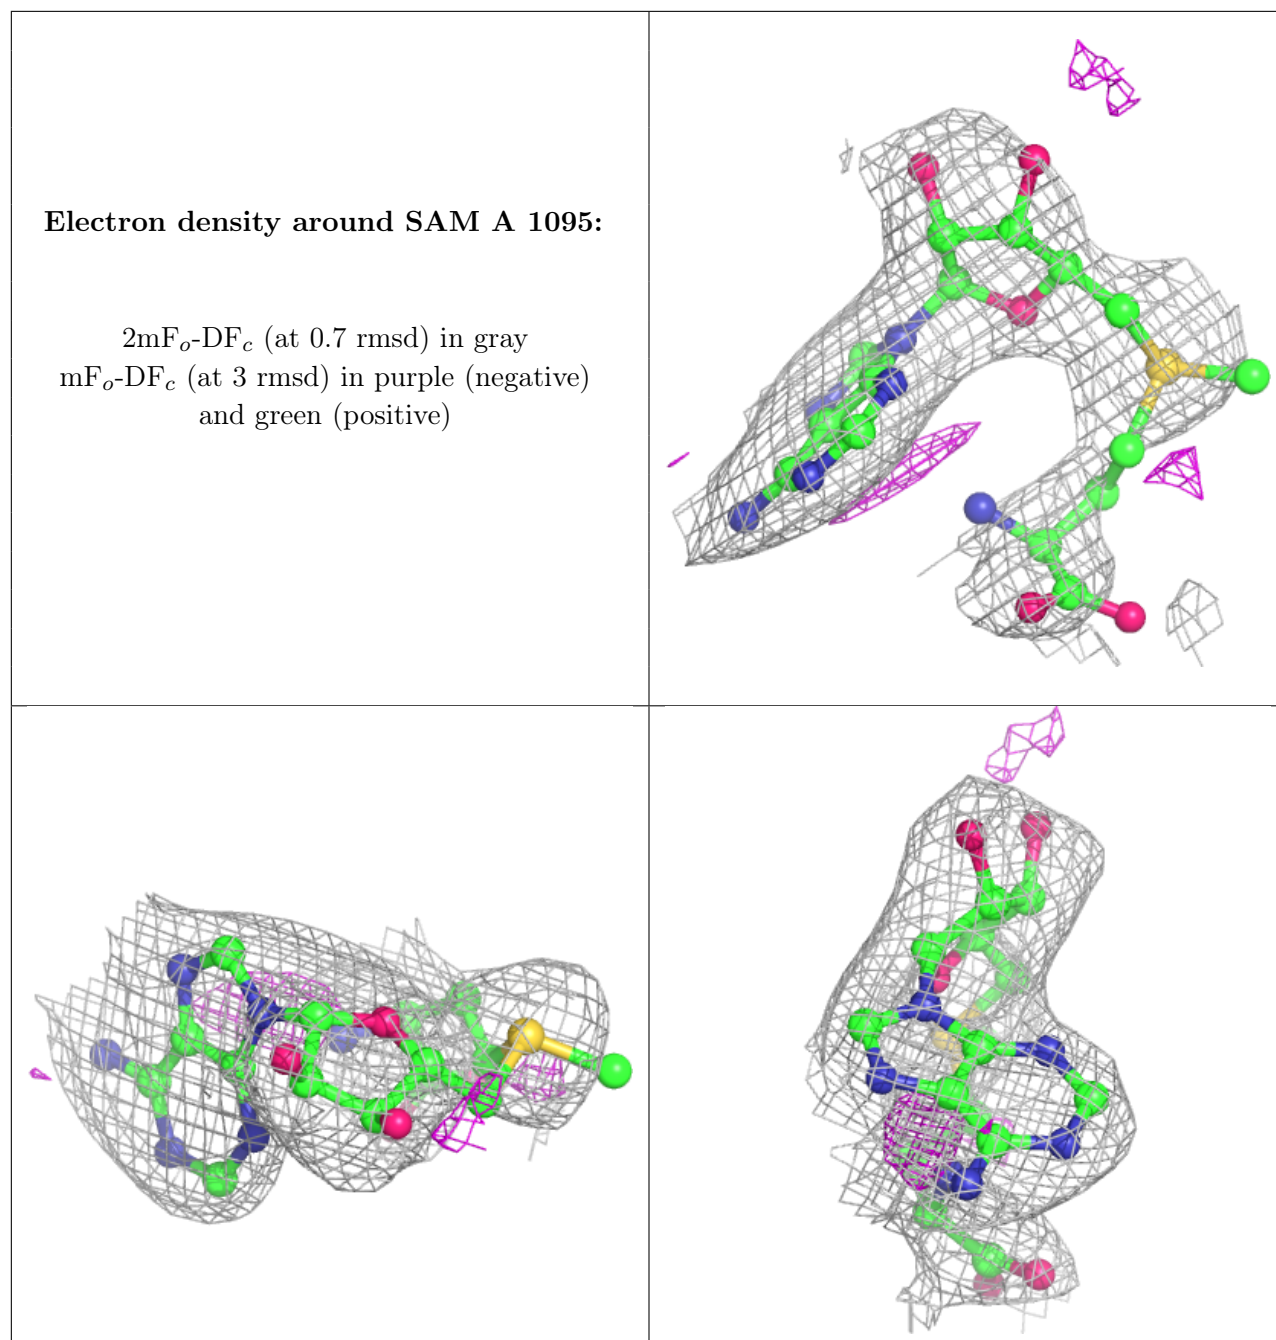 Electron density around SAM A 1095:
2mFo-DFc (at 0.7 rmsd) in gray
mFo-DFc (at 3 rmsd) in purple (negative)
and green (positive)